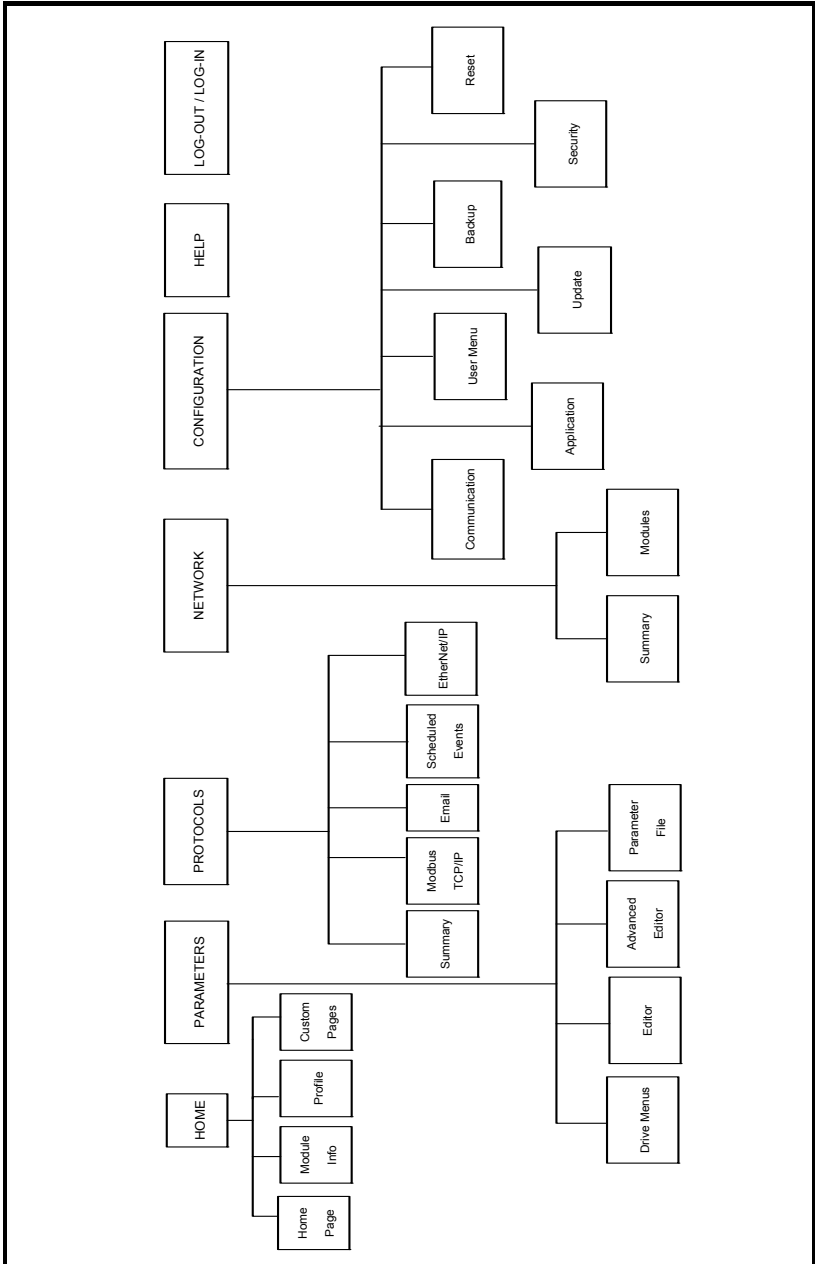 HOME
PARAMETERS
PROTOCOLS
NETWORK
CONFIGURATION
HELP
LOG-OUT / LOG-IN
Home
Page
Module
Info
Profile
Custom
Pages
Drive Menus
Editor
Advanced
Editor
Parameter
File
Summary
Modbus
TCP/IP
Email
Scheduled
Events
EtherNet/IP
Summary
Modules
Communication
Application
User Menu
Update
Backup
Security
Reset